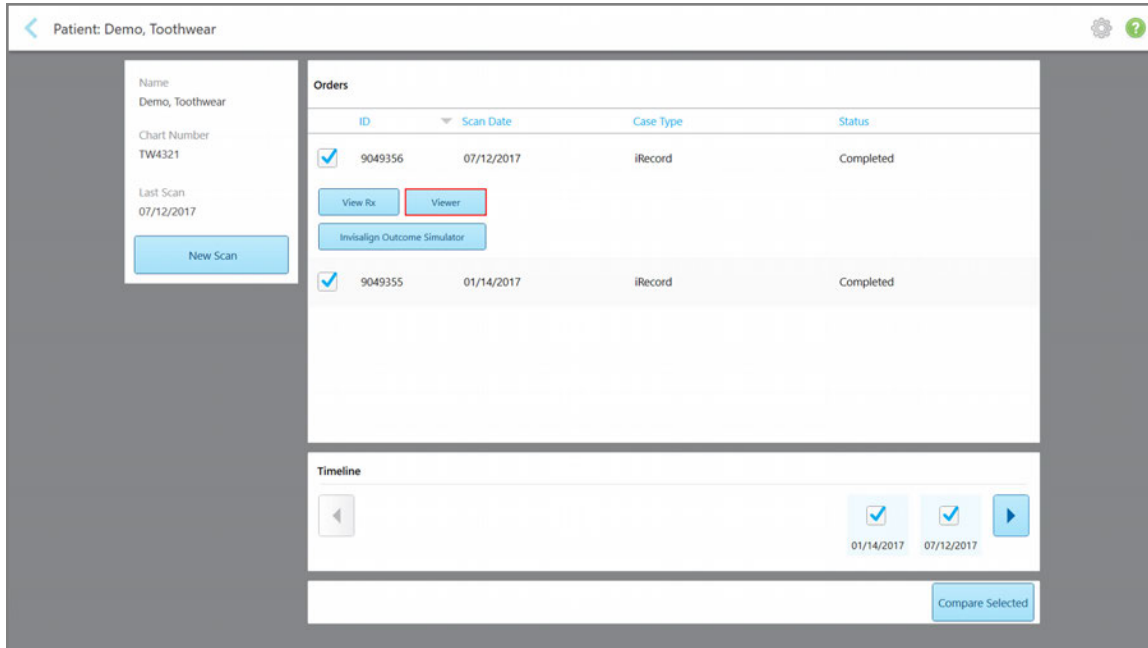 Patient: Demo, Toothwear
?
Name
Demo, Toothwear
Chart Number
TW4321
Last Scan
07/12/2017
New Scan
Orders
ID Scan Date Case Type Status
9049356 07/12/2017 iRecord Completed
View Rx Viewer
Invisalign Outcome Simulator
9049355 01/14/2017 iRecord Completed
Timeline
01/14/2017 07/12/2017
Compare Selected